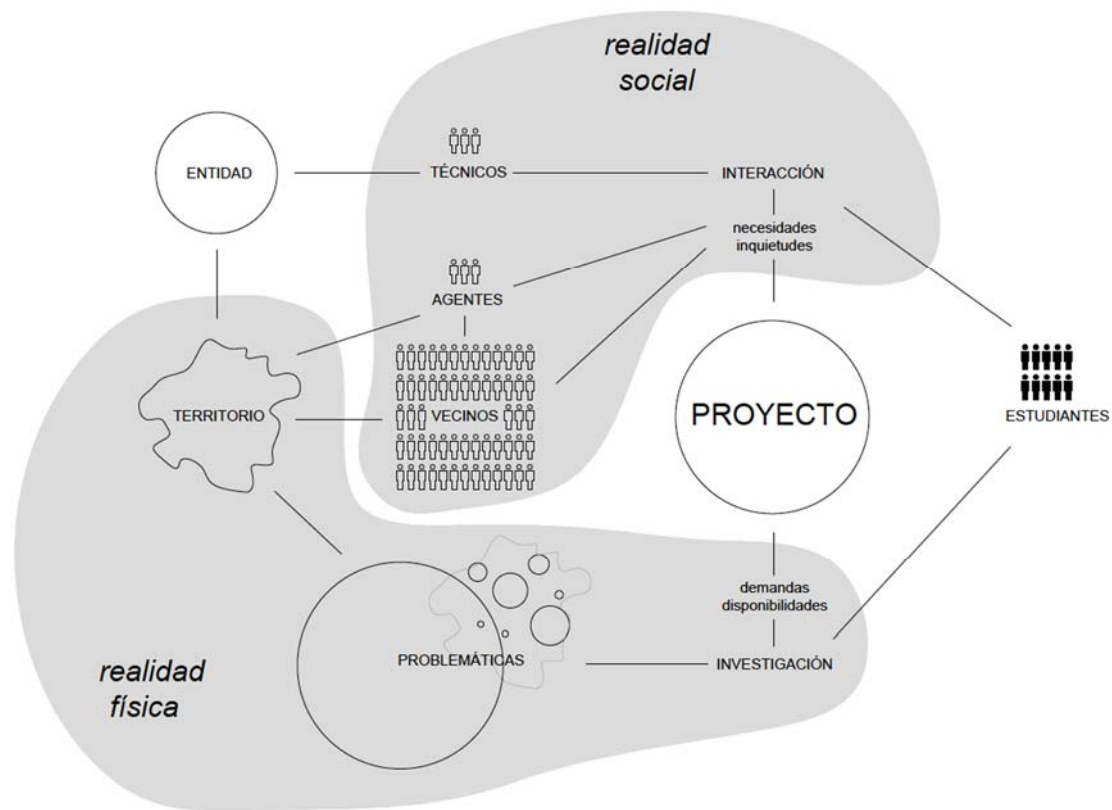 realidad
social
ENTIDAD
TÉCNICOS
INTERACCIÓN
necesidades
inquietudes
AGENTES
TERRITORIO
VECINOS
PROYECTO
ESTUDIANTES
demandas
disponibilidades
PROBLEMÁTICAS
INVESTIGACIÓN
realidad
física